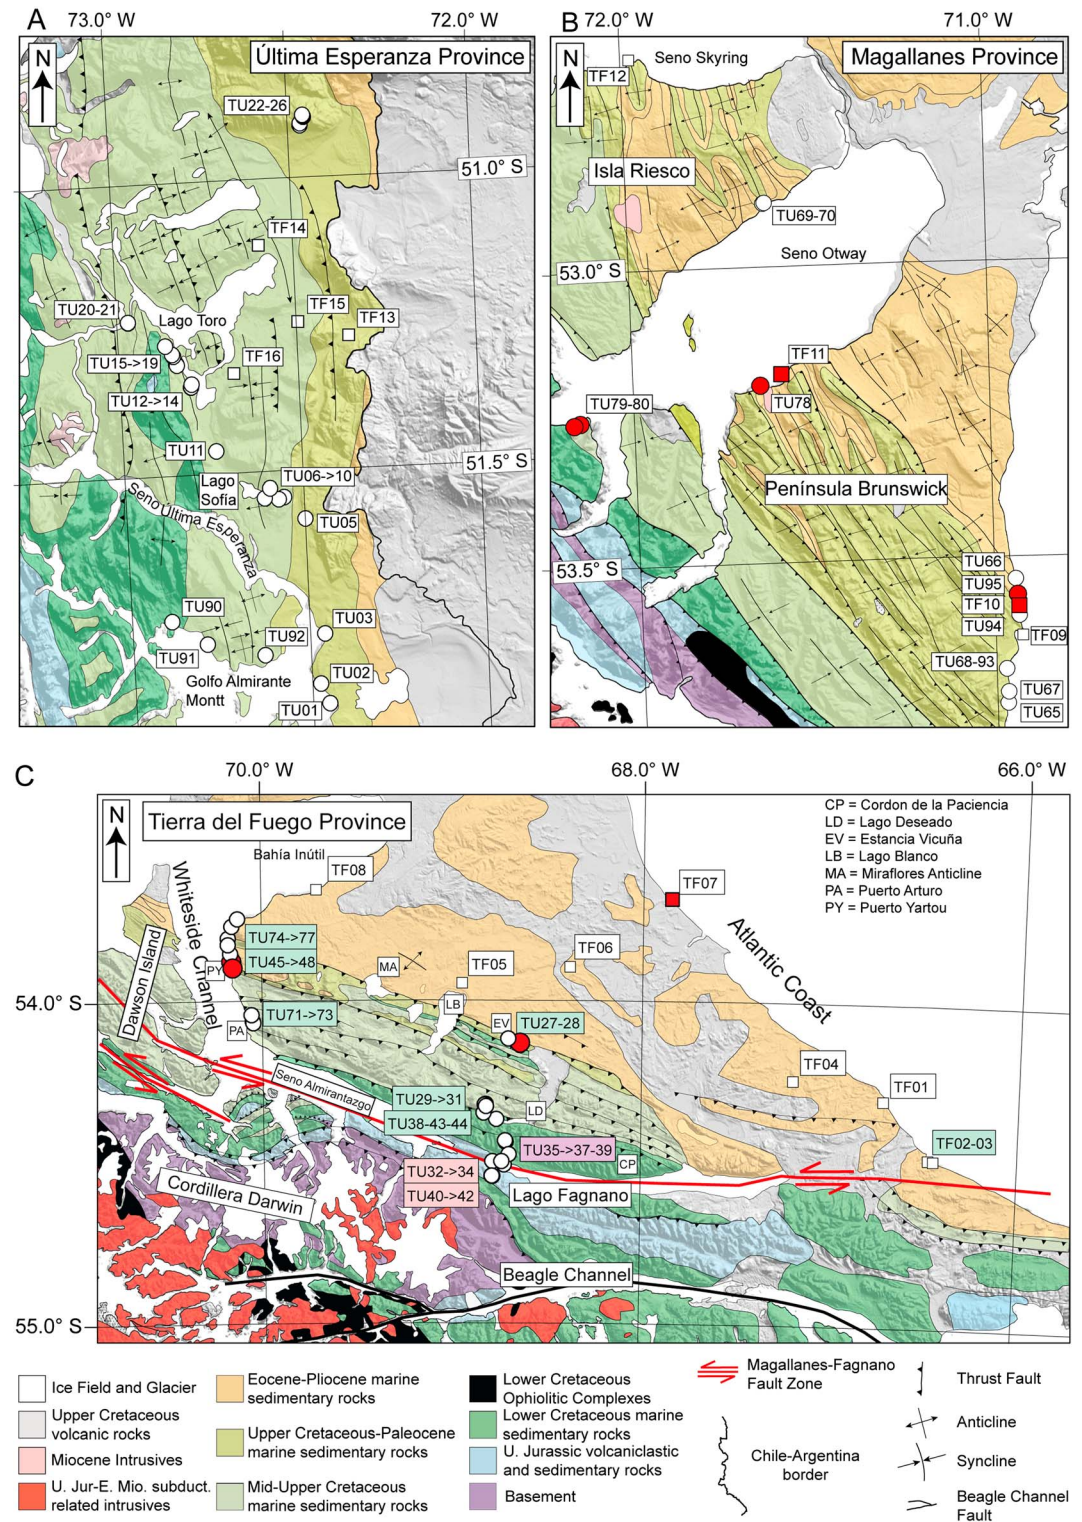 A
73.0° W
72.0° W
N
Última Esperanza Province
TU22-26
51.0° S
TF14
TF15
TF13
TU20-21
Lago Toro
TU15->19
TF16
TU12->14
TU11
51.5° S
Lago
Sofía
TU06->10
Seno Última Esperanza
TU05
TU90
TU03
TU92
TU91
TU02
Golfo Almirante
Montt
TU01
B
72.0° W
71.0° W
N
Seno Skyring
Magallanes Province
TF12
Isla Riesco
TU69-70
Seno Otway
53.0° S
TF11
TU78
TU79-80
Península Brunswick
53.5° S
TU66
TU95
TF10
TU94
TF09
TU68-93
TU67
TU65
C
70.0° W
68.0° W
66.0° W
N
Tierra del Fuego Province
CP = Cordon de la Paciencia
LD = Lago Deseado
EV = Estancia Vicuña
LB = Lago Blanco
MA = Miraflores Anticline
PA = Puerto Arturo
PY = Puerto Yartou
Bahía Inútil
TF08
Whiteside Channel
TF07
Atlantic Coast
TU74->77
TU45->48
PY
Dawson Island
MA
TF05
TF06
54.0° S
LB
TU71->73
PA
EV
TU27-28
TF04
TF01
Seno Almirantazgo
TU29->31
LD
TU38-43-44
TF02-03
TU35->37-39
CP
TU32->34
TU40->42
Cordillera Darwin
Lago Fagnano
Beagle Channel
55.0° S
Ice Field and Glacier
Upper Cretaceous
volcanic rocks
Miocene Intrusives
U. Jur-E. Mio. subduct.
related intrusives
Eocene-Pliocene marine
sedimentary rocks
Upper Cretaceous-Paleocene
marine sedimentary rocks
Mid-Upper Cretaceous
marine sedimentary rocks
Lower Cretaceous
Ophiolitic Complexes
Lower Cretaceous marine
sedimentary rocks
U. Jurassic volcaniclastic
and sedimentary rocks
Basement
Magallanes-Fagnano
Fault Zone
Chile-Argentina
border
Thrust Fault
Anticline
Syncline
Beagle Channel
Fault